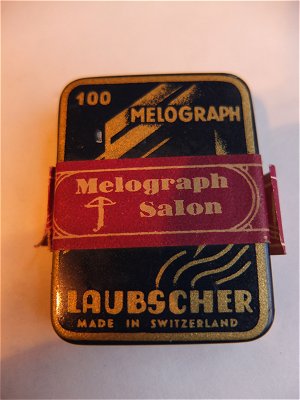 100
MELOGRAPH
Melograph
Salon
LAUBSCHER
MADE IN SWITZERLAND